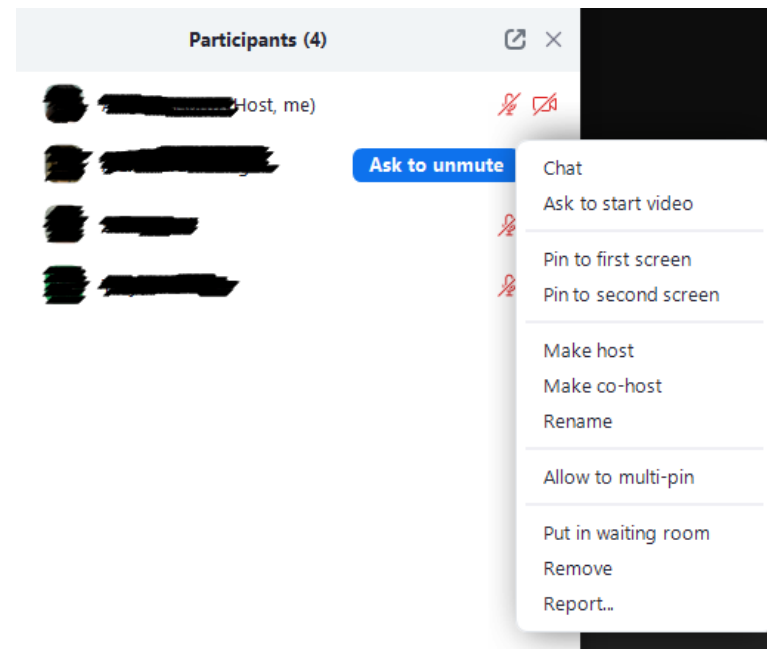 Participants (4)
Host, me)
Ask to unmute
Chat
Ask to start video
Pin to first screen
Pin to second screen
Make host
Make co-host
Rename
Allow to multi-pin
Put in waiting room
Remove
Report...